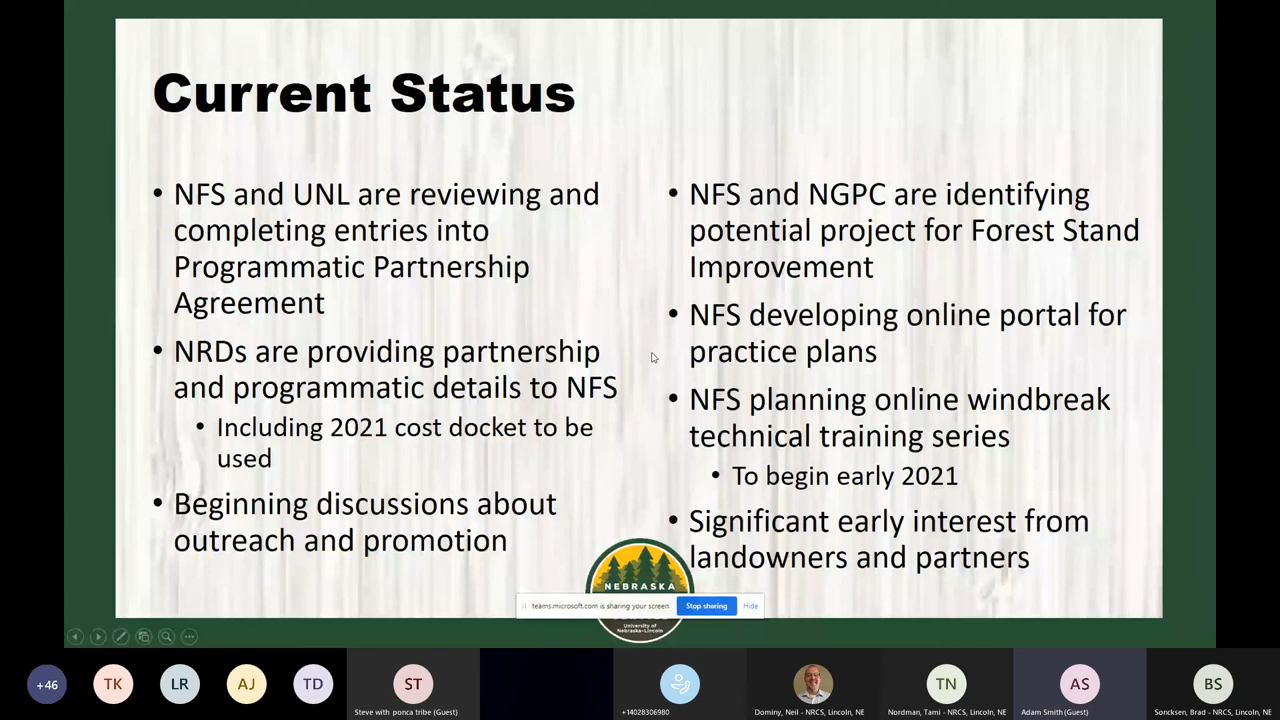 Current Status
• NFS and UNL are reviewing and
completing entries into
Programmatic Partnership
Agreement
• NRDs are providing partnership
and programmatic details to NFS
• Including 2021 cost docket to be
used
• Beginning discussions about
outreach and promotion
• NFS and NGPC are identifying
potential project for Forest Stand
Improvement
• NFS developing online portal for
practice plans
• NFS planning online windbreak
technical training series
• To begin early 2021
• Significant early interest from
landowners and partners
NEBRASKA
teams.microsoft.com is sharing your screen.
Stop sharing
Hide
University of
Nebraska-Lincoln
+46
TK
LR
AJ
TD
ST
TN
AS
BS
Steve with ponca tribe (Guest)
+14028306980
Dominy, Neil - NRCS, Lincoln, NE
Nordman, Tami - NRCS, Lincoln, NE
Adam Smith (Guest)
Soncksen, Brad - NRCS, Lincoln, NE